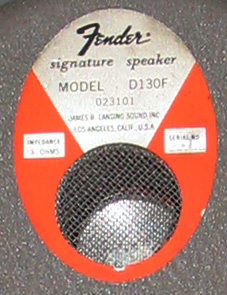 Fender
signature speaker
MODEL D130F
023101
JAMES B. LANSING SOUND, INC.
LOS ANGELES, CALIF., U.S.A.
IMPEDANCE SERIAL NO.
OHMS